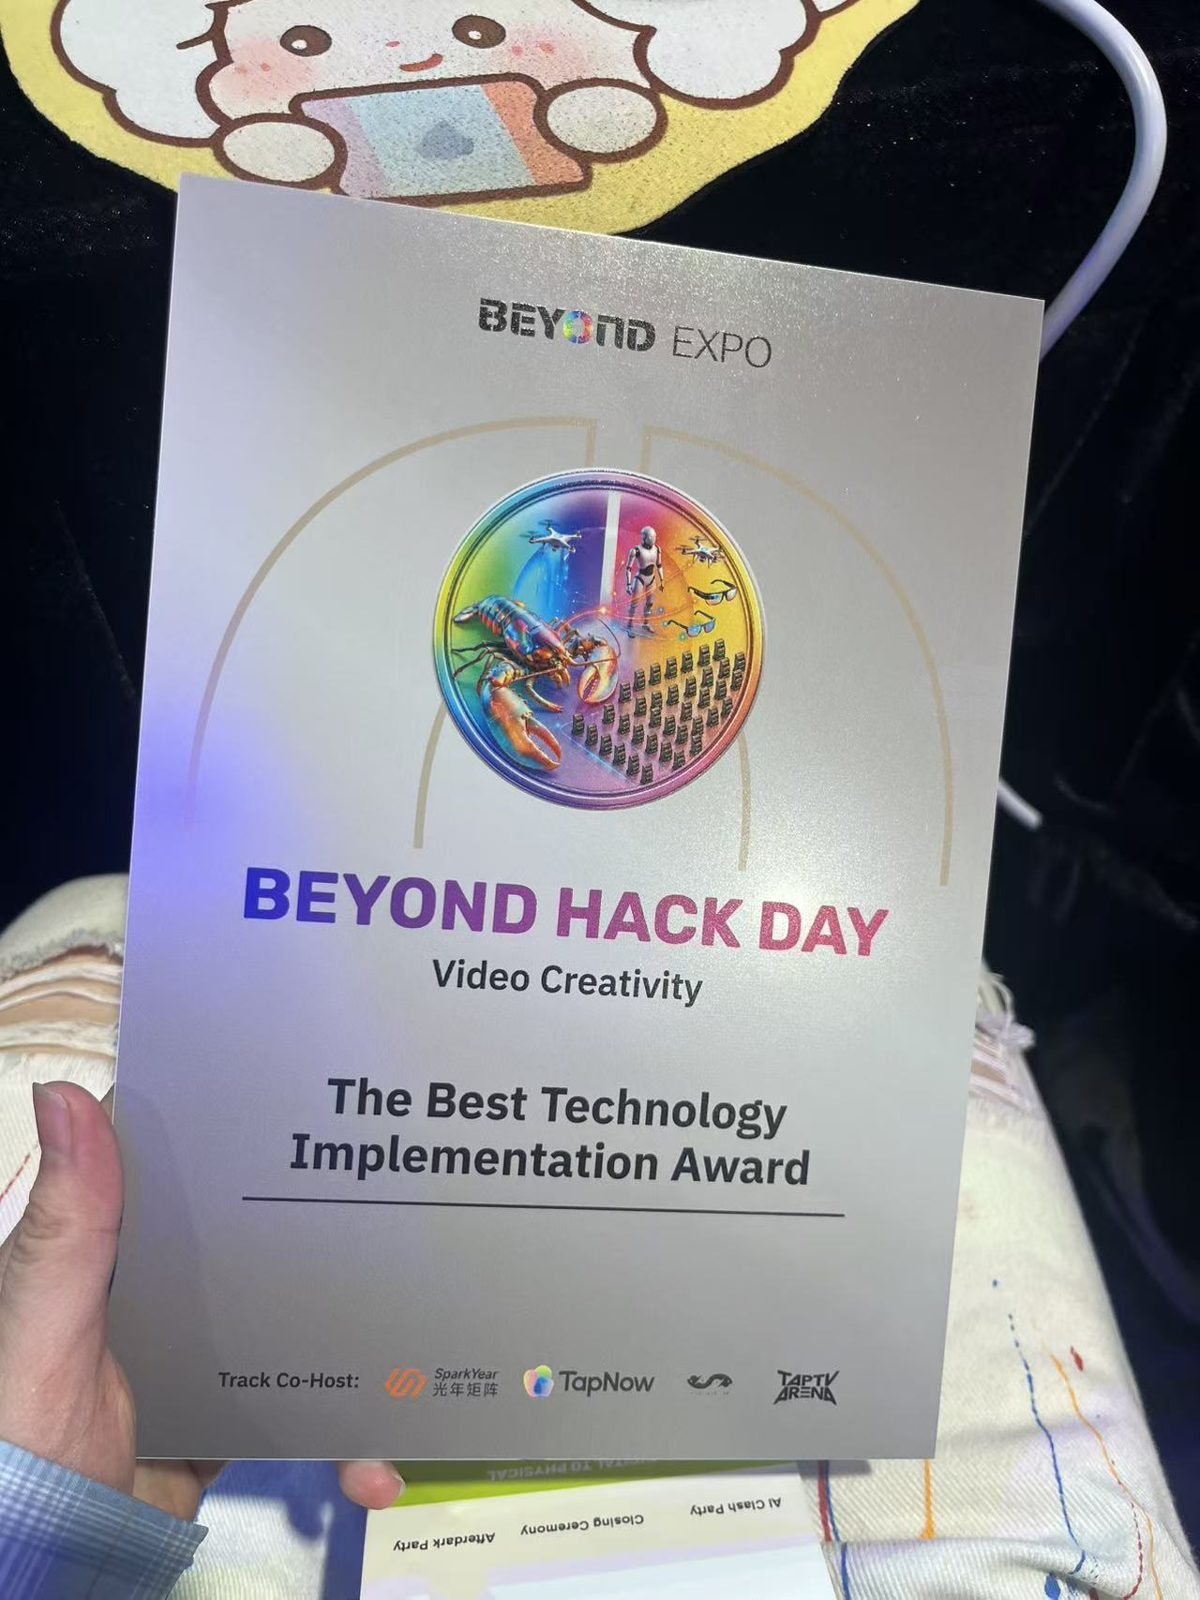 BEYOND EXPO
BEYOND HACK DAY
Video Creativity
The Best Technology
Implementation Award
Track Co-Host:
SparkYear
光年矩阵
TapNow
TAPTV
ARENA
DIGITAL TO PHYSICAL
AI Clash Party
Closing Ceremony
Afterdark Party